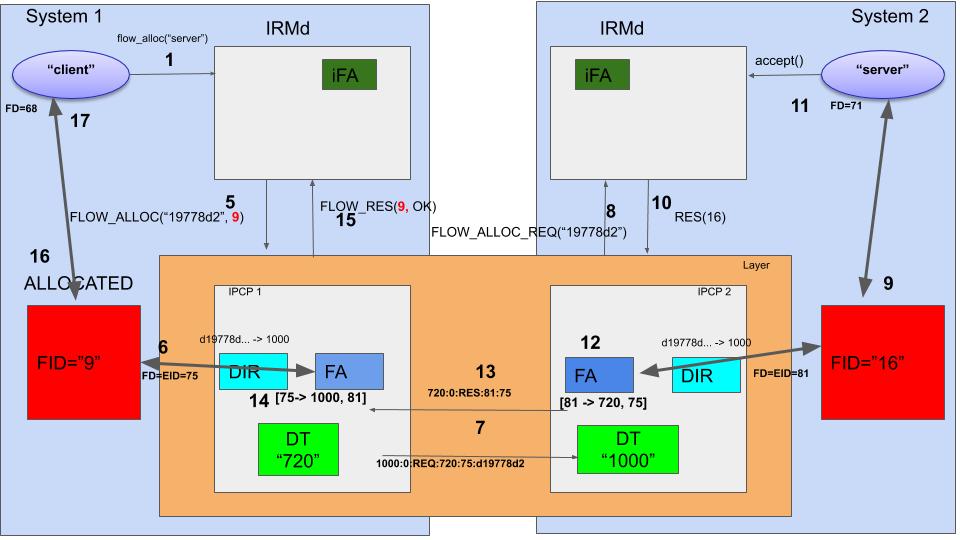 System 1
IRMd
IRMd
System 2
flow_alloc(“server”)
1
“client”
iFA
iFA
accept()
“server”
FD=68
17
11
FD=71
5
FLOW_ALLOC(“19778d2”, 9)
FLOW_RES(9, OK)
15
8
FLOW_ALLOC_REQ(“19778d2”)
10
RES(16)
16
ALLOCATED
9
Layer
IPCP 1
IPCP 2
FID=”9”
6
FD=EID=75
d19778d... -> 1000
DIR
FA
14
[75-> 1000, 81]
13
720:0:RES:81:75
7
1000:0:REQ:720:75:d19778d2
12
FA
[81 -> 720, 75]
d19778d... -> 1000
DIR
FD=EID=81
FID=”16”
DT
“720”
DT
“1000”